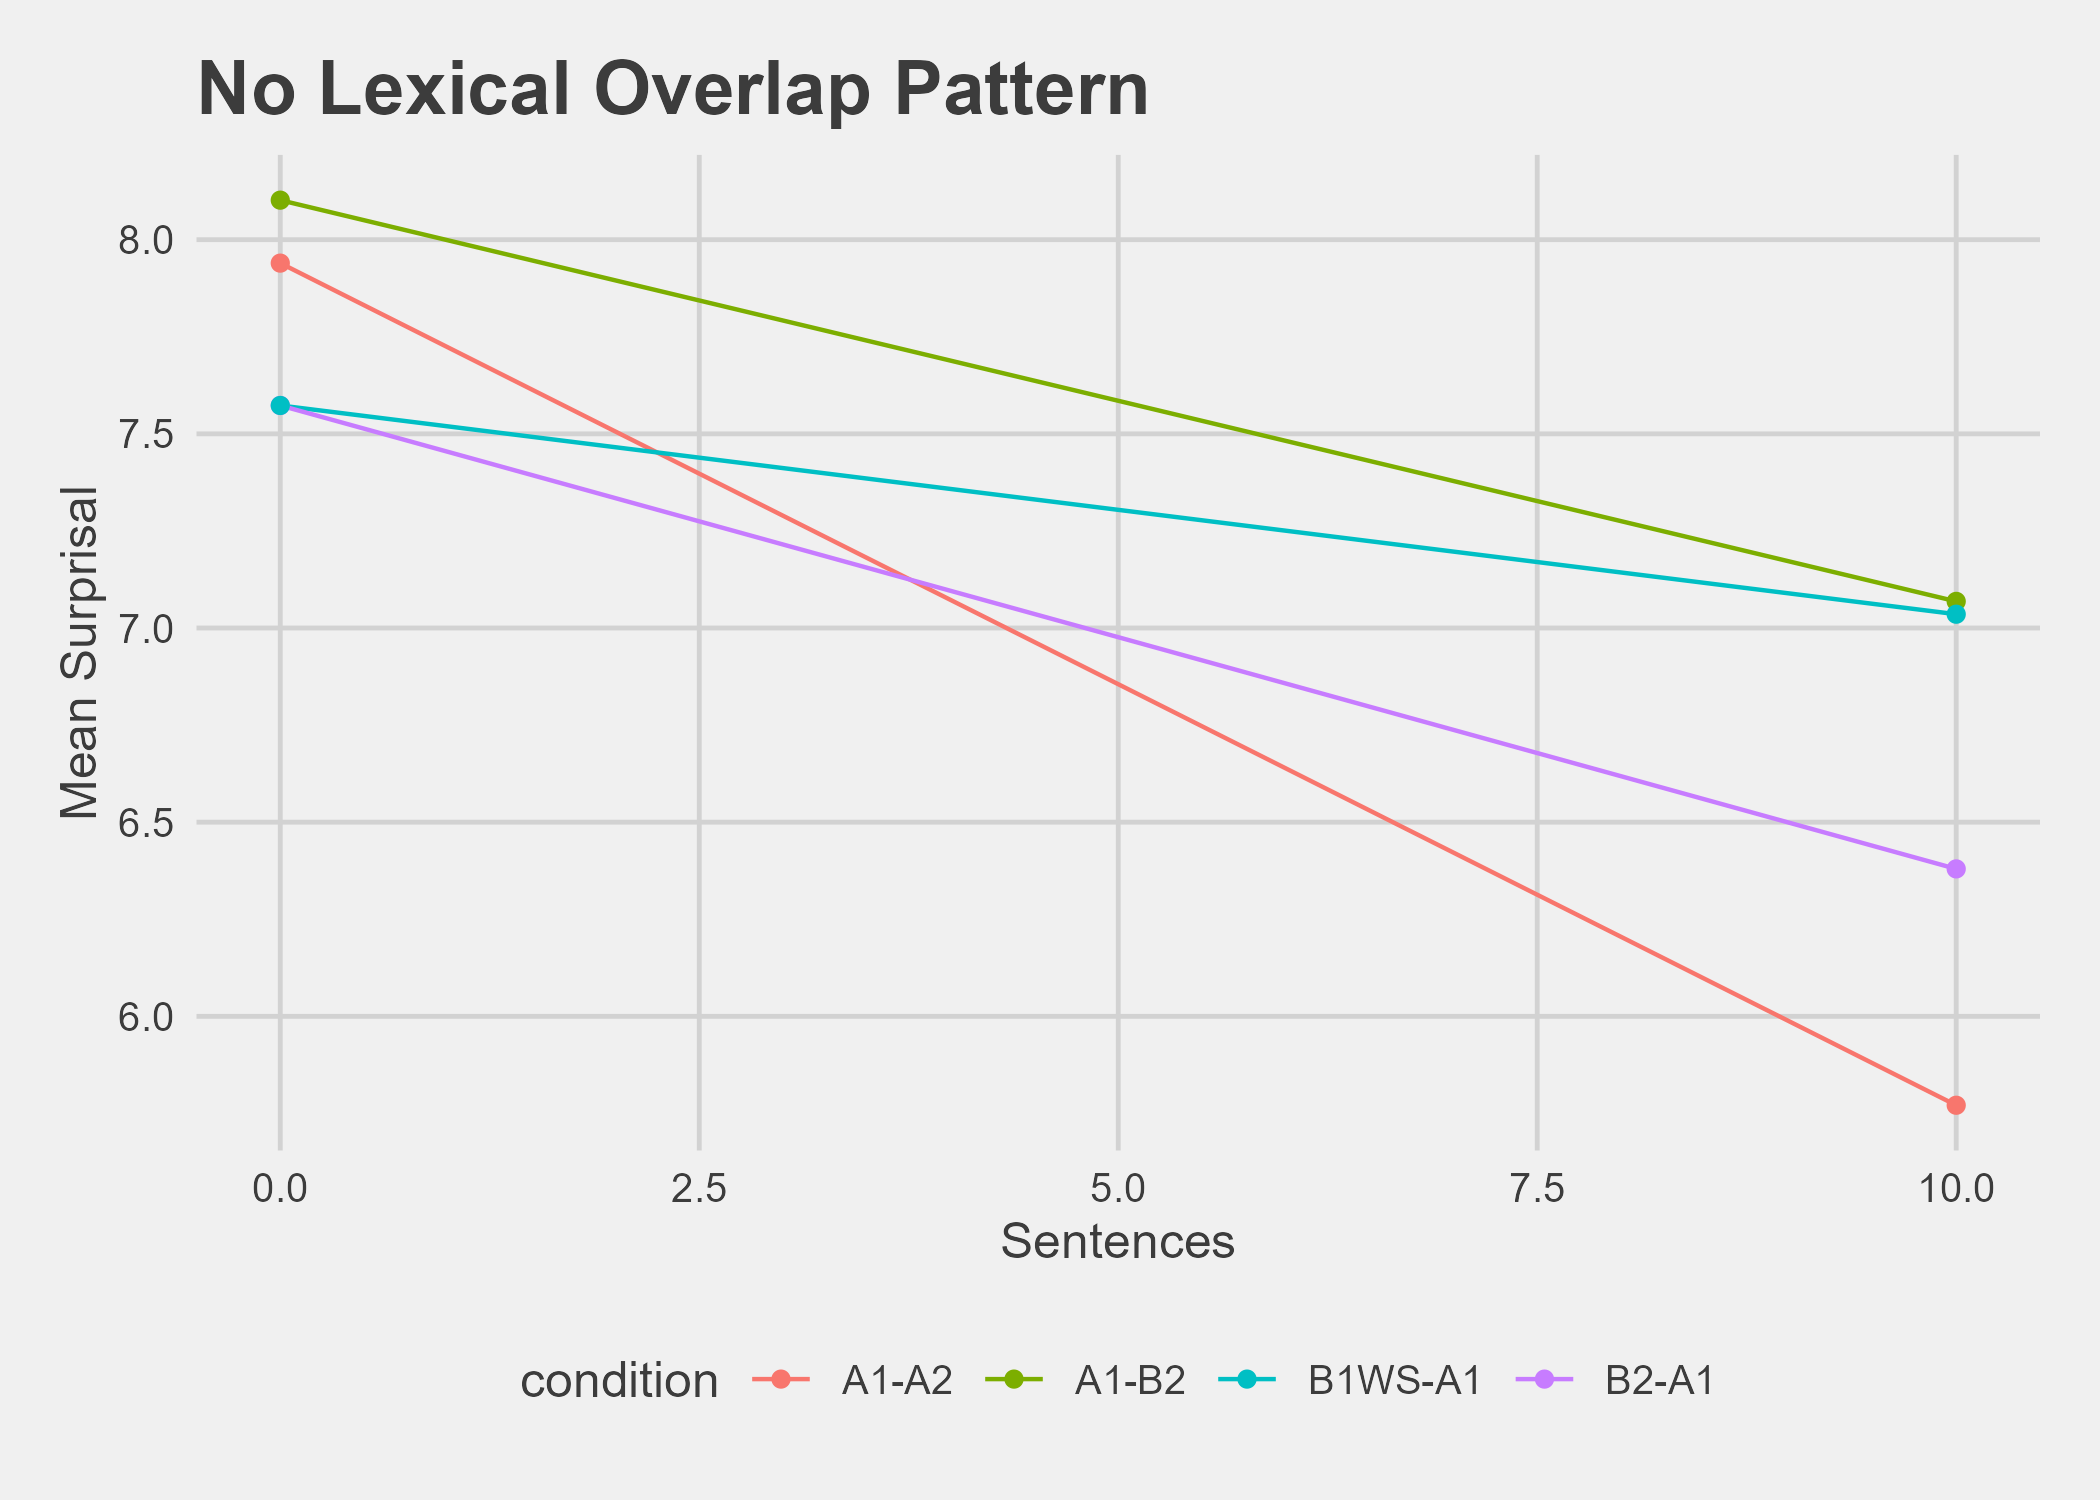 No Lexical Overlap Pattern
8.0
7.5
7.0
6.5
6.0
Mean Surprisal
0.0 2.5 5.0 7.5 10.0
Sentences
condition A1-A2 A1-B2 B1WS-A1 B2-A1